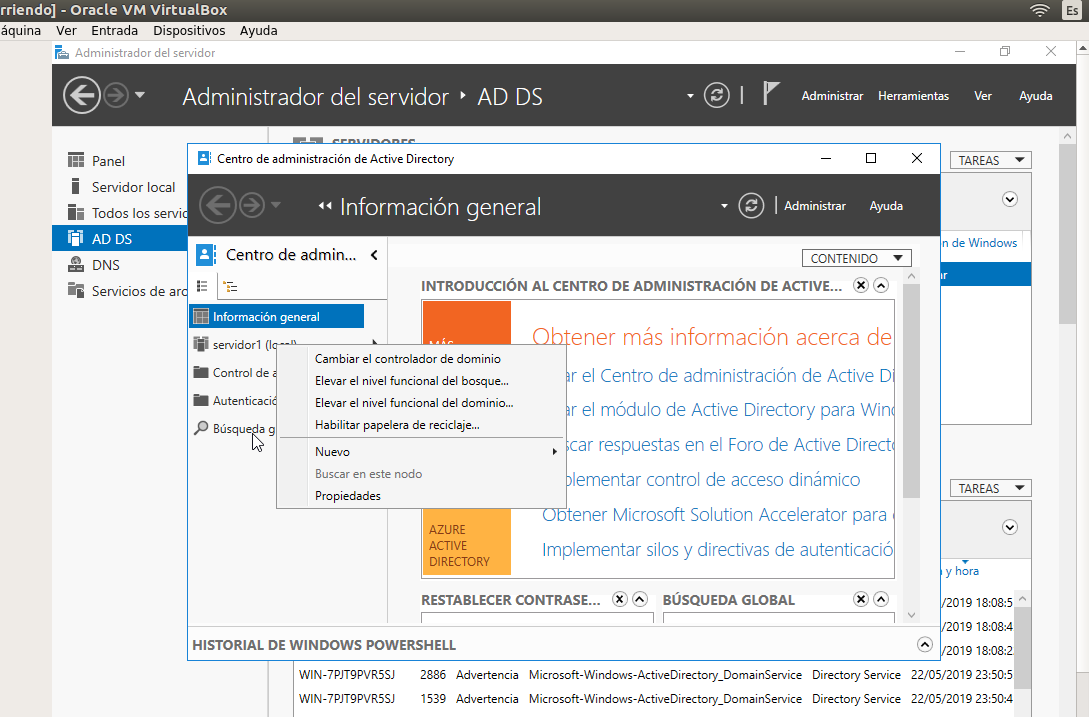 rriendo] - Oracle VM VirtualBox
Es
áquina Ver Entrada Dispositivos Ayuda
Administrador del servidor
Administrador del servidor AD DS
Administrar Herramientas Ver Ayuda
Panel
Servidor local
Todos los servic
AD DS
DNS
Servicios de arc
SERVIDORES
TAREAS
n de Windows
ar
Centro de administración de Active Directory
Información general
Administrar Ayuda
Centro de admin...
CONTENIDO
Información general
servidor1 (local)
Control de a
Autenticació
Búsqueda g
INTRODUCCIÓN AL CENTRO DE ADMINISTRACIÓN DE ACTIVE...
MÁS
Obtener más información acerca de
ar el Centro de administración de Active Di
ar el módulo de Active Directory para Wind
scar respuestas en el Foro de Active Directo
plementar control de acceso dinámico
Obtener Microsoft Solution Accelerator para
Implementar silos y directivas de autenticació
AZURE
ACTIVE
DIRECTORY
Cambiar el controlador de dominio
Elevar el nivel funcional del bosque...
Elevar el nivel funcional del dominio...
Habilitar papelera de reciclaje...
Nuevo
Buscar en este nodo
Propiedades
RESTABLECER CONTRASE...
BÚSQUEDA GLOBAL
HISTORIAL DE WINDOWS POWERSHELL
TAREAS
y hora
/2019 18:08:5
/2019 18:08:4
/2019 18:08:2
WIN-7PJT9PVR5SJ 2886 Advertencia Microsoft-Windows-ActiveDirectory_DomainService Directory Service 22/05/2019 23:50:5
WIN-7PJT9PVR5SJ 1539 Advertencia Microsoft-Windows-ActiveDirectory_DomainService Directory Service 22/05/2019 23:50:4